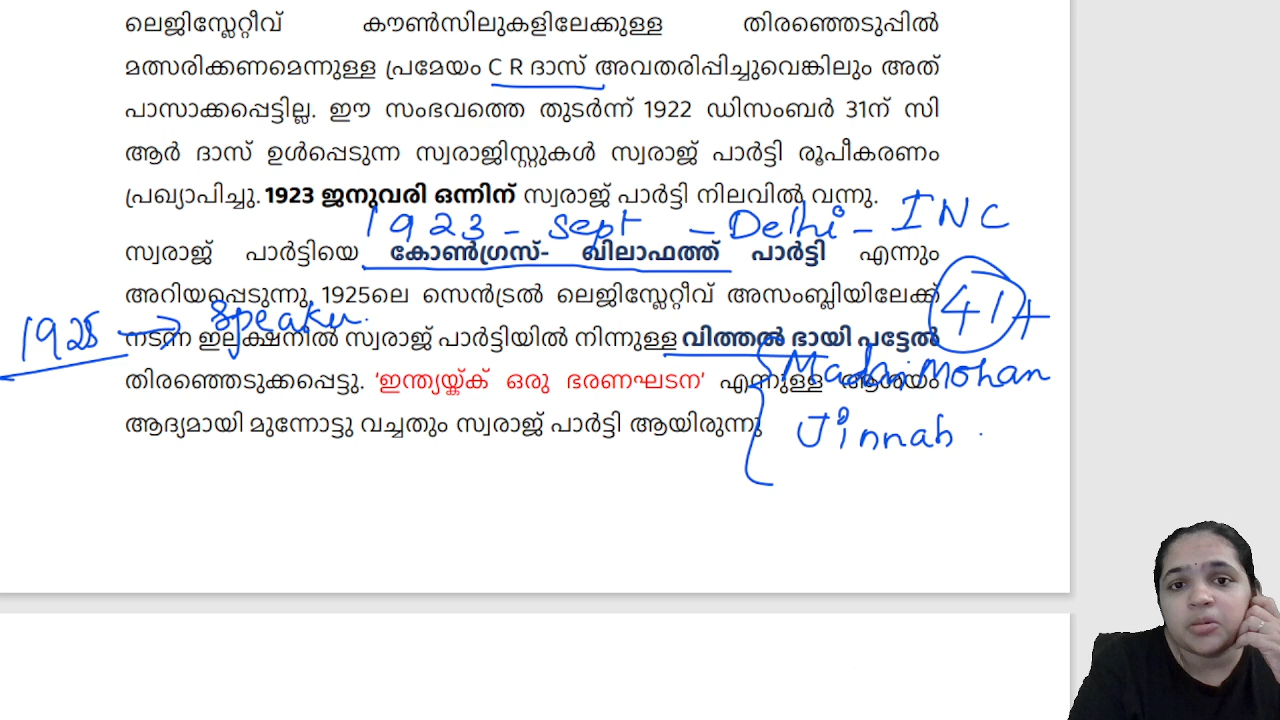 ലെജിസ്ലേറ്റീവ് കൗൺസിലുകളിലേക്കുള്ള തിരഞ്ഞെടുപ്പിൽ
മത്സരിക്കണമെന്നുള്ള പ്രമേയം C R ദാസ് അവതരിപ്പിച്ചുവെങ്കിലും അത്
പാസാക്കപ്പെട്ടില്ല. ഈ സംഭവത്തെ തുടർന്ന് 1922 ഡിസംബർ 31ന് സി
ആർ ദാസ് ഉൾപ്പെടുന്ന സ്വരാജിസ്റ്റുകൾ സ്വരാജ് പാർട്ടി രൂപീകരണം
പ്രഖ്യാപിച്ചു. 1923 ജനുവരി ഒന്നിന് സ്വരാജ് പാർട്ടി നിലവിൽ വന്നു.
1923 - Sept - Delhi - INC
സ്വരാജ് പാർട്ടിയെ കോൺഗ്രസ്- ഖിലാഫത്ത് പാർട്ടി എന്നും
അറിയപ്പെടുന്നു. 1925ലെ സെൻട്രൽ ലെജിസ്ലേറ്റീവ് അസംബ്ലിയിലേക്ക്
41+
1925 → Speaker.
നടന്ന ഇലക്ഷനിൽ സ്വരാജ് പാർട്ടിയിൽ നിന്നുള്ള വിത്തൽ ഭായി പട്ടേൽ
Madan Mohan
തിരഞ്ഞെടുക്കപ്പെട്ടു. 'ഇന്ത്യയ്ക്ക് ഒരു ഭരണഘടന' എന്നുള്ള ആശയം
ആദ്യമായി മുന്നോട്ടു വച്ചതും സ്വരാജ് പാർട്ടി ആയിരുന്നു
Jinnah .